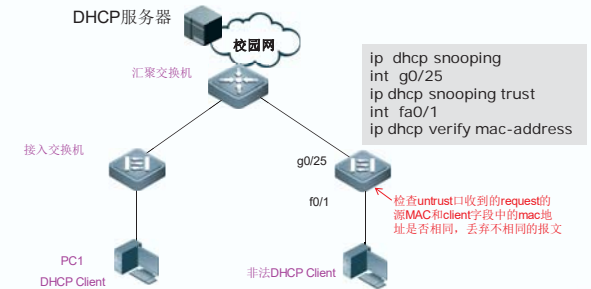 DHCP服务器
校园网
汇聚交换机
ip dhcp snooping
int g0/25
ip dhcp snooping trust
int fa0/1
ip dhcp verify mac-address
接入交换机
g0/25
f0/1
检查untrust口收到的request的
源MAC和client字段中的mac地
址是否相同，丢弃不相同的报文
PC1
DHCP Client
非法DHCP Client